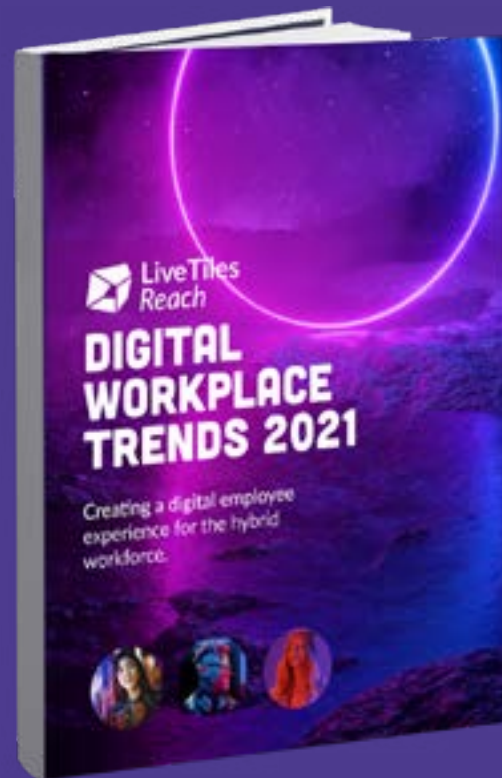 LiveTiles
Reach
DIGITAL
WORKPLACE
TRENDS 2021
Creating a digital employee
experience for the hybrid
workforce.